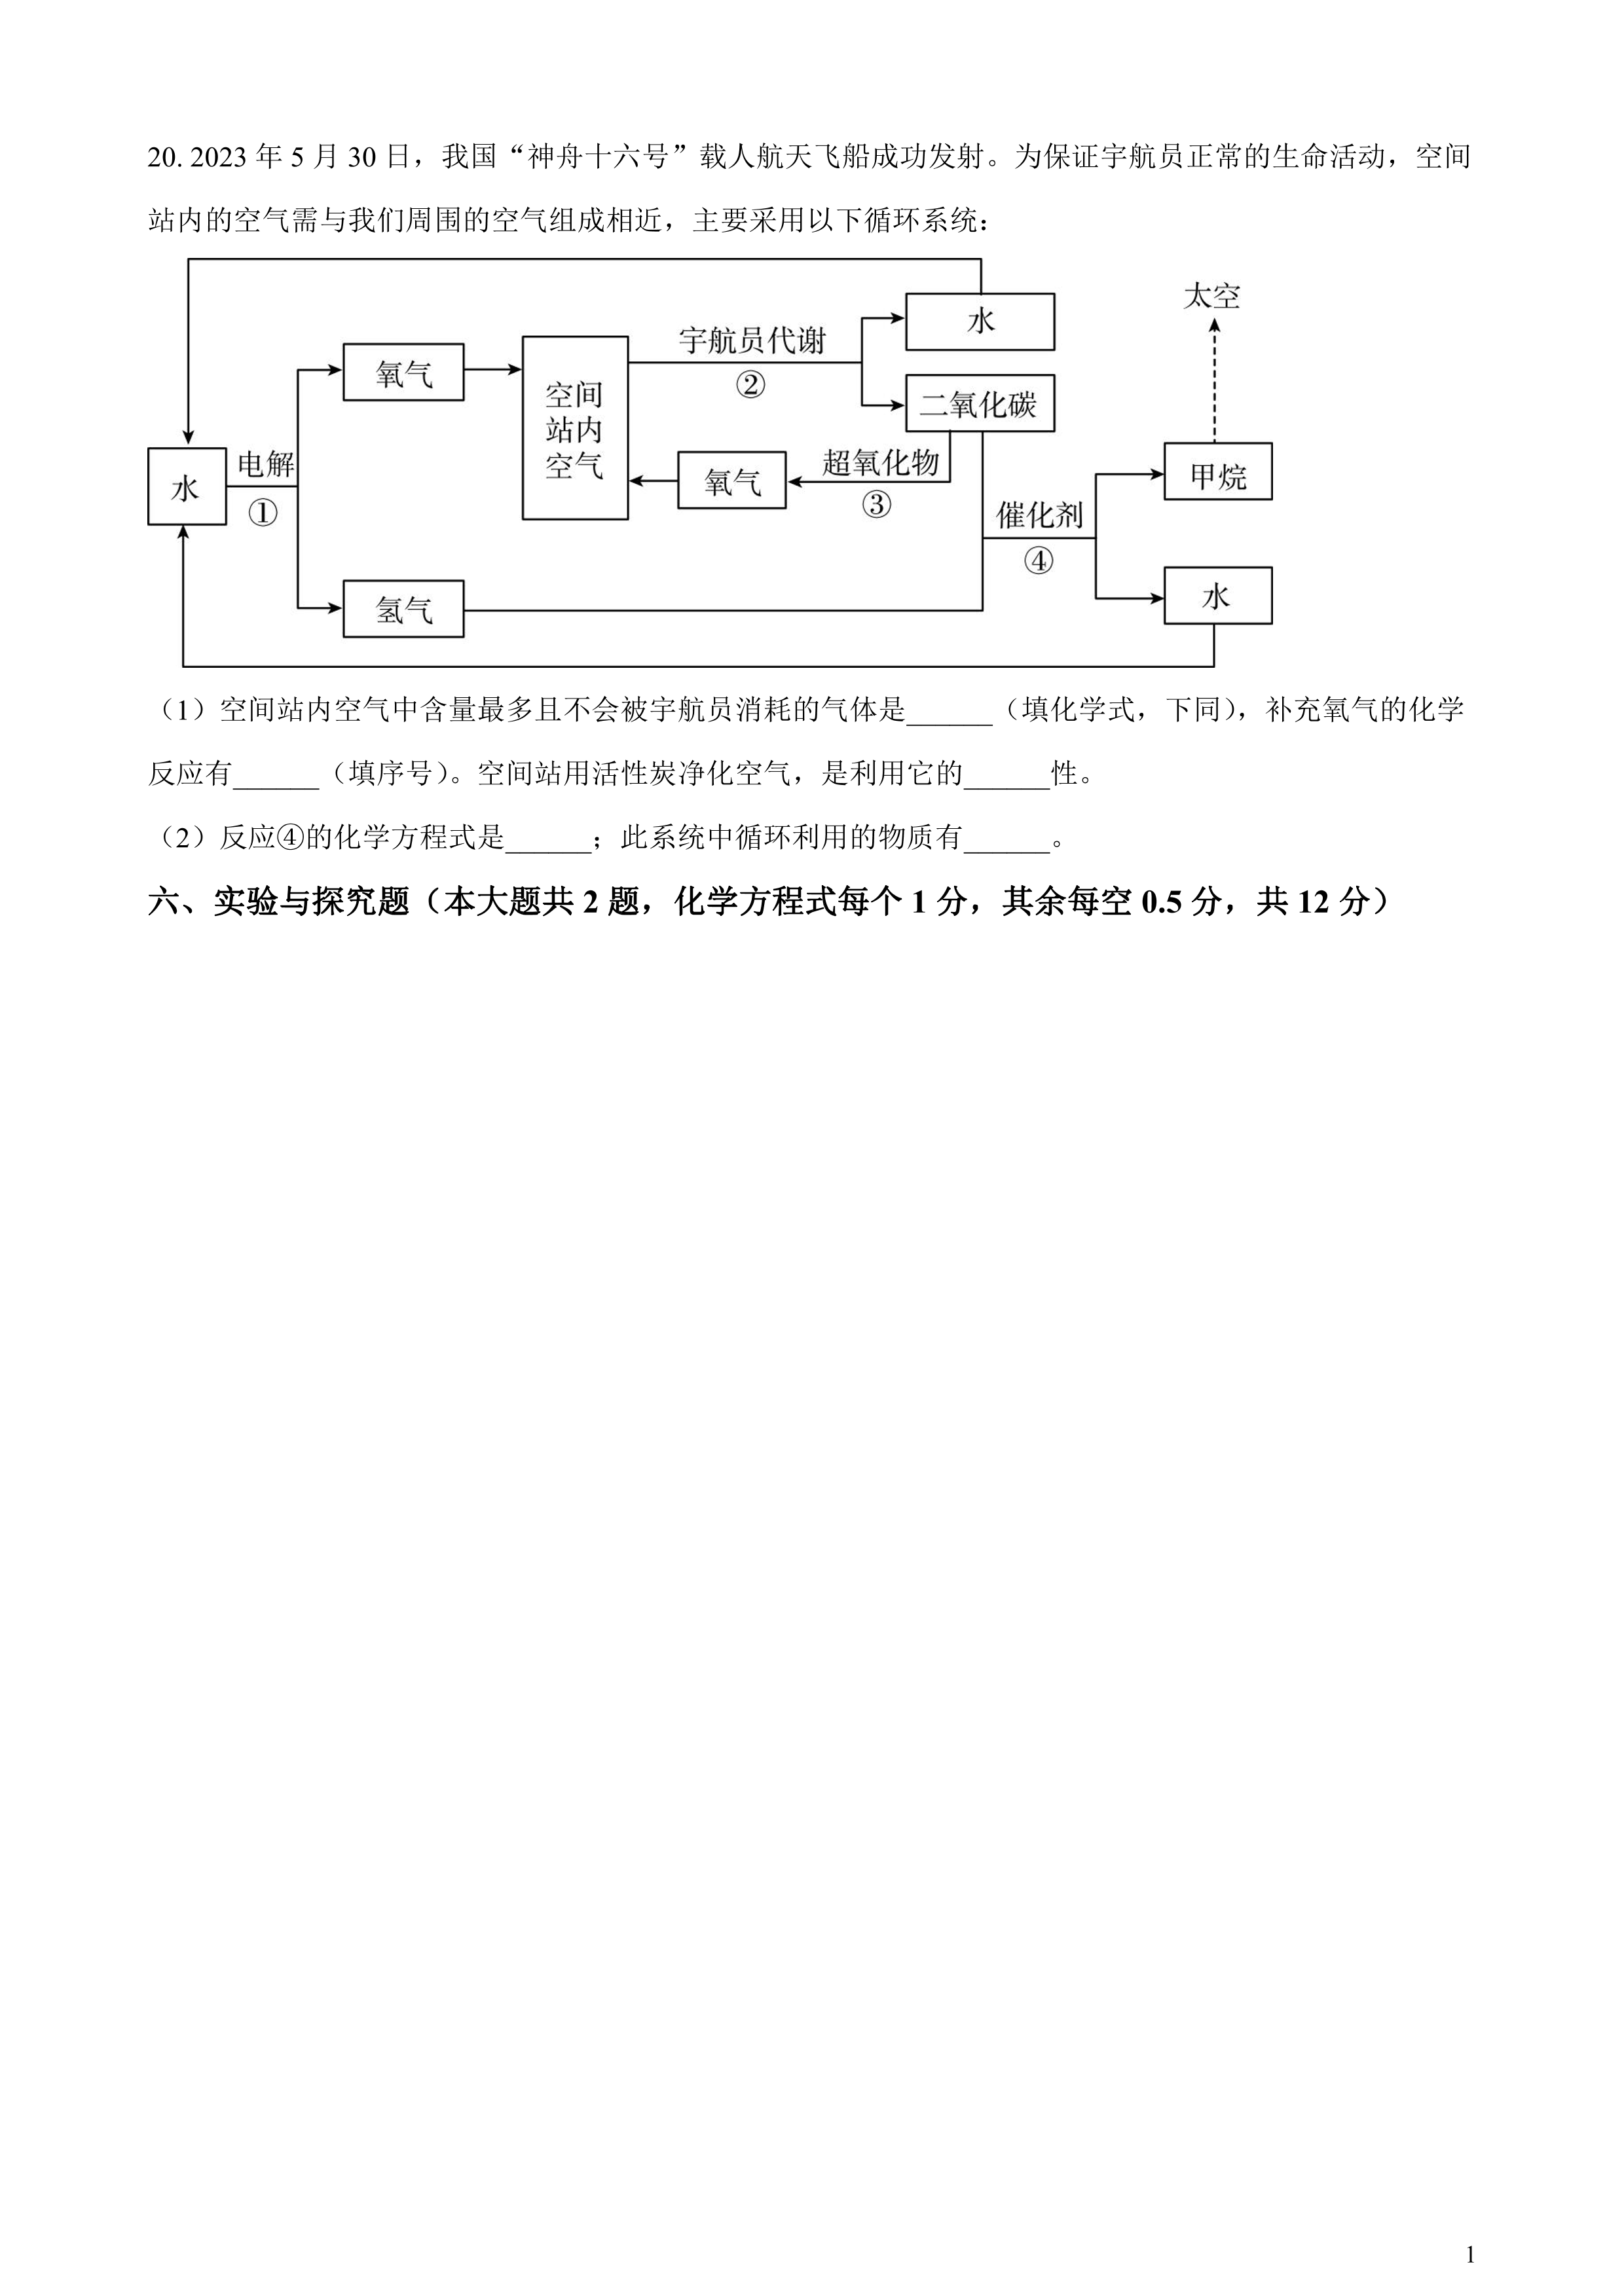 20. 2023 年 5 月 30 日，我国“神舟十六号”载人航天飞船成功发射。为保证宇航员正常的生命活动，空间
站内的空气需与我们周围的空气组成相近，主要采用以下循环系统：
太空
水
宇航员代谢
氧气
②
空间
站内
空气
二氧化碳
电解
超氧化物
甲烷
水
氧气
①
③
催化剂
④
氢气
水
（1）空间站内空气中含量最多且不会被宇航员消耗的气体是______（填化学式，下同），补充氧气的化学
反应有______（填序号）。空间站用活性炭净化空气，是利用它的______性。
（2）反应④的化学方程式是______；此系统中循环利用的物质有______。
六、实验与探究题（本大题共 2 题，化学方程式每个 1 分，其余每空 0.5 分，共 12 分）
1